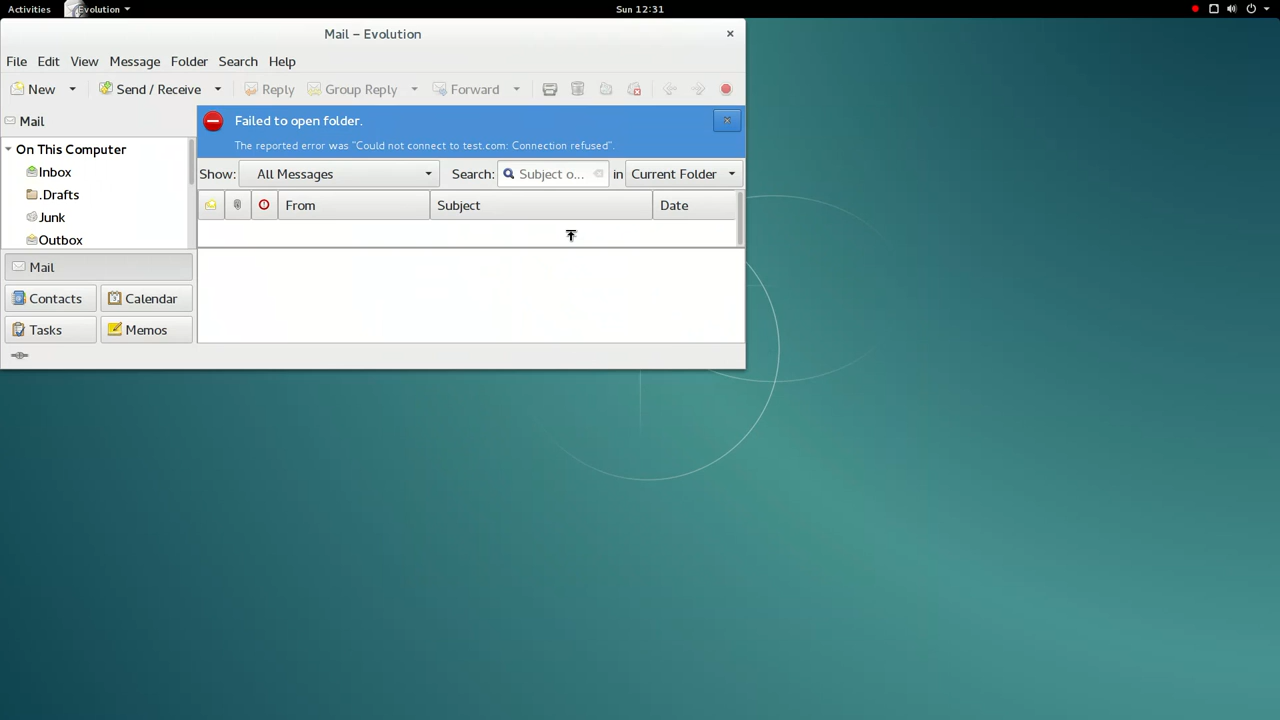 Activities Evolution Sun 12:31
Mail – Evolution
File Edit View Message Folder Search Help
New Send / Receive Reply Group Reply Forward
Mail
Failed to open folder.
The reported error was "Could not connect to test.com: Connection refused".
On This Computer
Inbox
.Drafts
Junk
Outbox
Show: All Messages Search: Subject o... in Current Folder
From Subject Date
Mail
Contacts Calendar
Tasks Memos